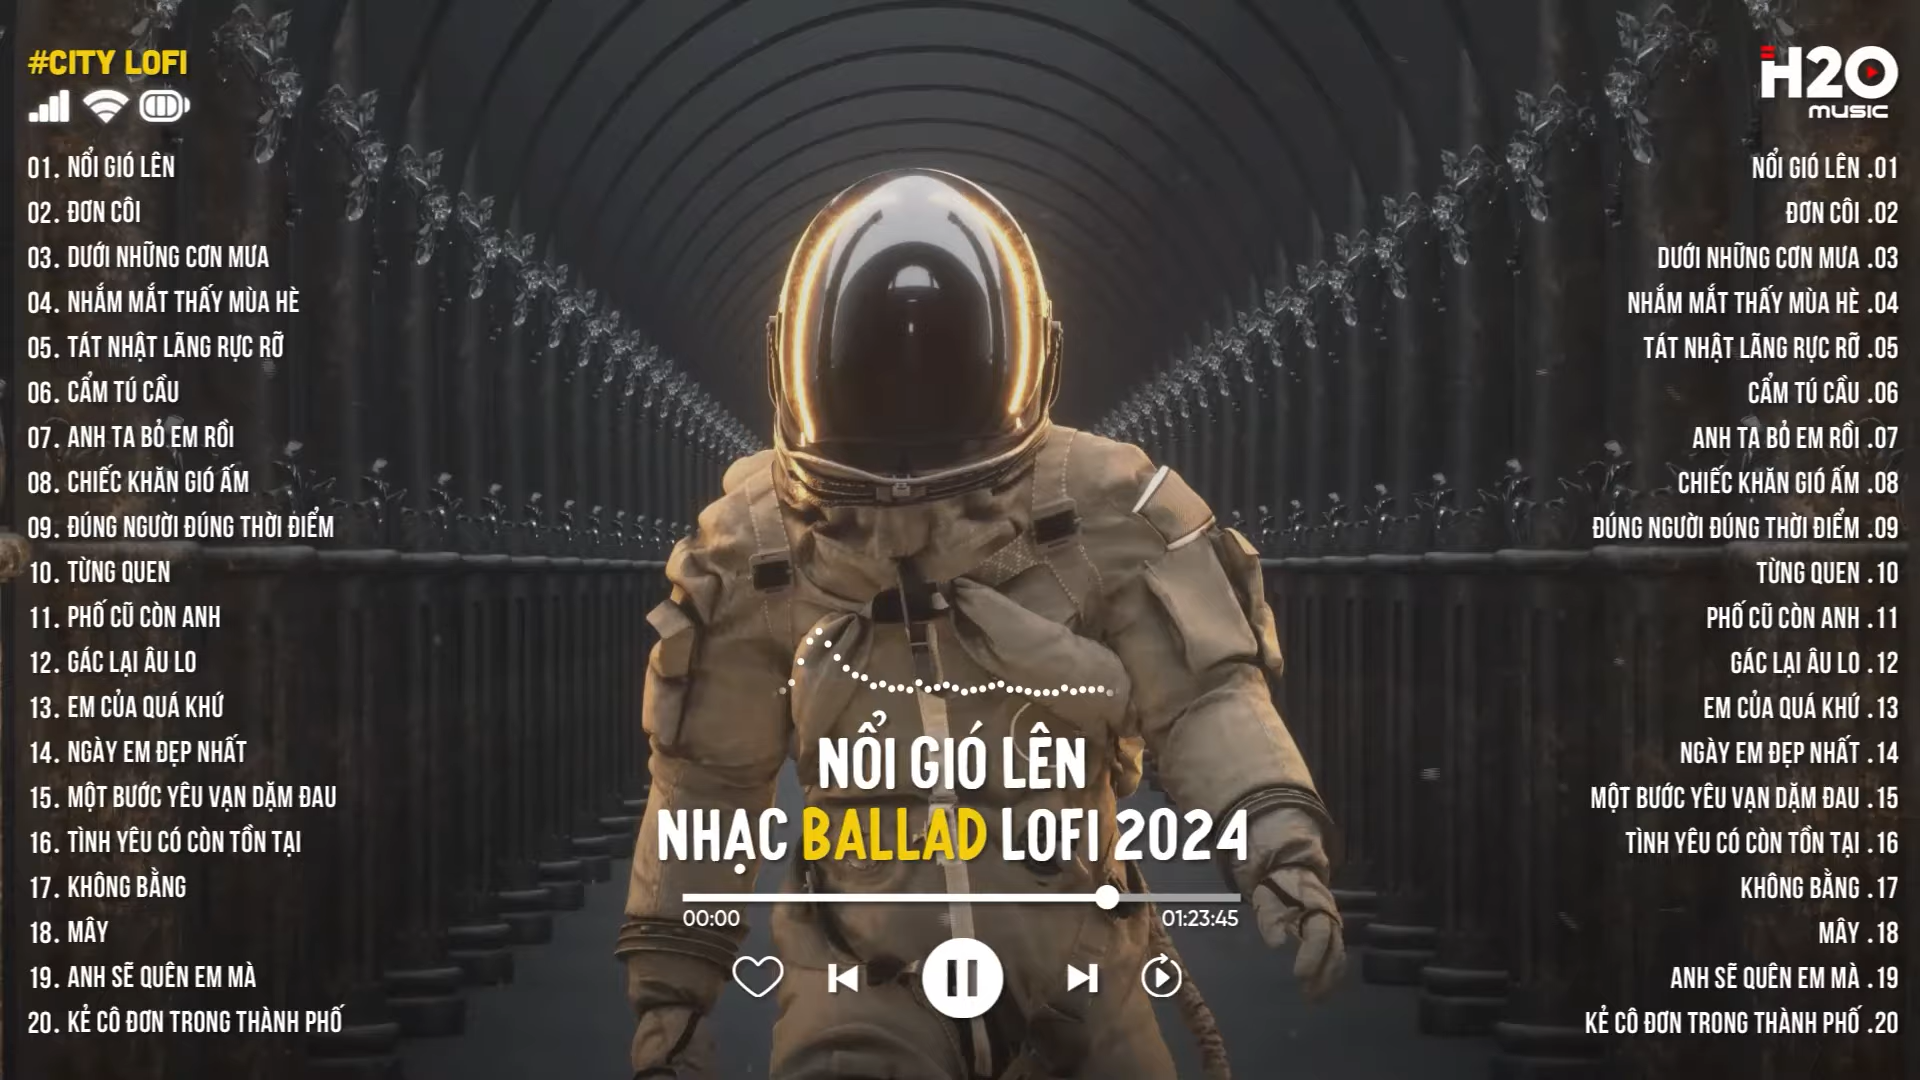 #CITY LOFI
H2O
MUSIC
01. NỔI GIÓ LÊN
02. ĐƠN CÔI
03. DƯỚI NHỮNG CƠN MƯA
04. NHẮM MẮT THẤY MÙA HÈ
05. TÁT NHẬT LÃNG RỰC RỠ
06. CẨM TÚ CẦU
07. ANH TA BỎ EM RỒI
08. CHIẾC KHĂN GIÓ ẤM
09. ĐÚNG NGƯỜI ĐÚNG THỜI ĐIỂM
10. TỪNG QUEN
11. PHỐ CŨ CÒN ANH
12. GÁC LẠI ÂU LO
13. EM CỦA QUÁ KHỨ
14. NGÀY EM ĐẸP NHẤT
15. MỘT BƯỚC YÊU VẠN DẶM ĐAU
16. TÌNH YÊU CÓ CÒN TỒN TẠI
17. KHÔNG BẰNG
18. MÂY
19. ANH SẼ QUÊN EM MÀ
20. KẺ CÔ ĐƠN TRONG THÀNH PHỐ
NỔI GIÓ LÊN
NHẠC BALLAD LOFI 2024
00:00
01:23:45
NỔI GIÓ LÊN .01
ĐƠN CÔI .02
DƯỚI NHỮNG CƠN MƯA .03
NHẮM MẮT THẤY MÙA HÈ .04
TÁT NHẬT LÃNG RỰC RỠ .05
CẨM TÚ CẦU .06
ANH TA BỎ EM RỒI .07
CHIẾC KHĂN GIÓ ẤM .08
ĐÚNG NGƯỜI ĐÚNG THỜI ĐIỂM .09
TỪNG QUEN .10
PHỐ CŨ CÒN ANH .11
GÁC LẠI ÂU LO .12
EM CỦA QUÁ KHỨ .13
NGÀY EM ĐẸP NHẤT .14
MỘT BƯỚC YÊU VẠN DẶM ĐAU .15
TÌNH YÊU CÓ CÒN TỒN TẠI .16
KHÔNG BẰNG .17
MÂY .18
ANH SẼ QUÊN EM MÀ .19
KẺ CÔ ĐƠN TRONG THÀNH PHỐ .20